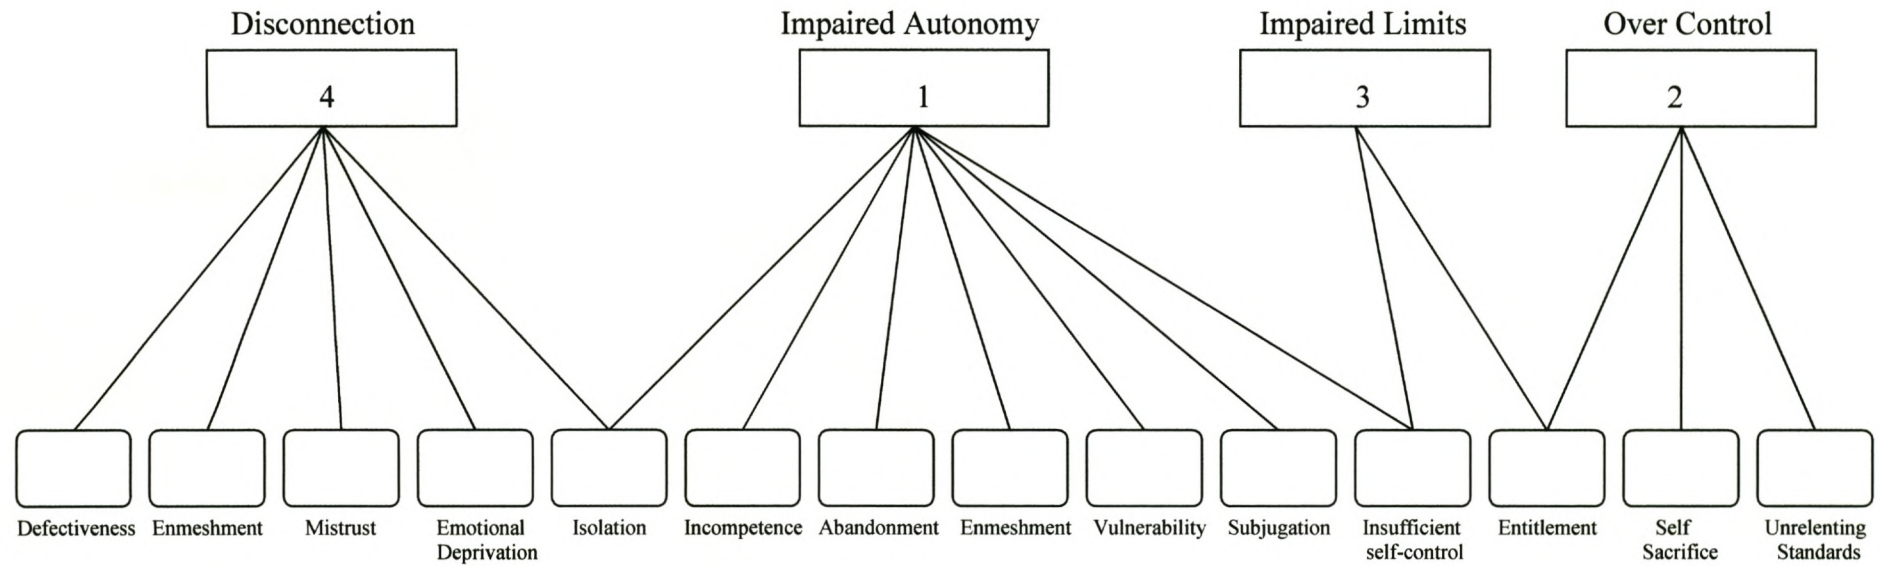 Disconnection
Impaired Autonomy
Impaired Limits
Over Control
4
1
3
2
Defectiveness
Enmeshment
Mistrust
Emotional
Deprivation
Isolation
Incompetence
Abandonment
Enmeshment
Vulnerability
Subjugation
Insufficient
self-control
Entitlement
Self
Sacrifice
Unrelenting
Standards